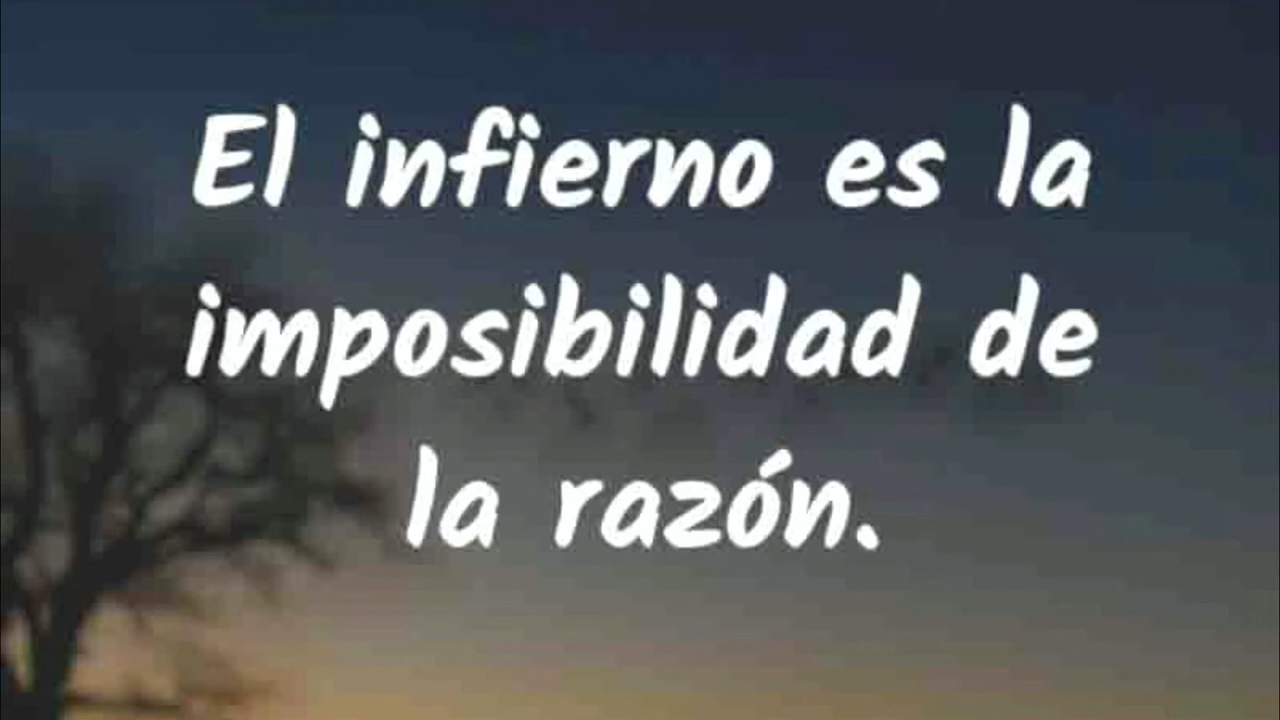 El infierno es la
imposibilidad de
la razón.